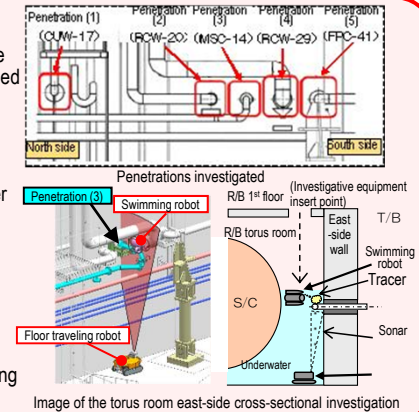 Penetration (1)
(CUW-17)
Penetration
(2)
(RCW-20)
Penetration
(3)
(MSC-14)
Penetration
(4)
(RCW-29)
Penetration
(5)
(FPC-41)
North side
South side
Penetrations investigated
Penetration (3)
Swimming robot
Floor traveling robot
R/B 1st floor
(Investigative equipment
insert point)
R/B torus room
East
-side
wall
T/B
Swimming
robot
Tracer
S/C
Sonar
Underwater
Image of the torus room east-side cross-sectional investigation